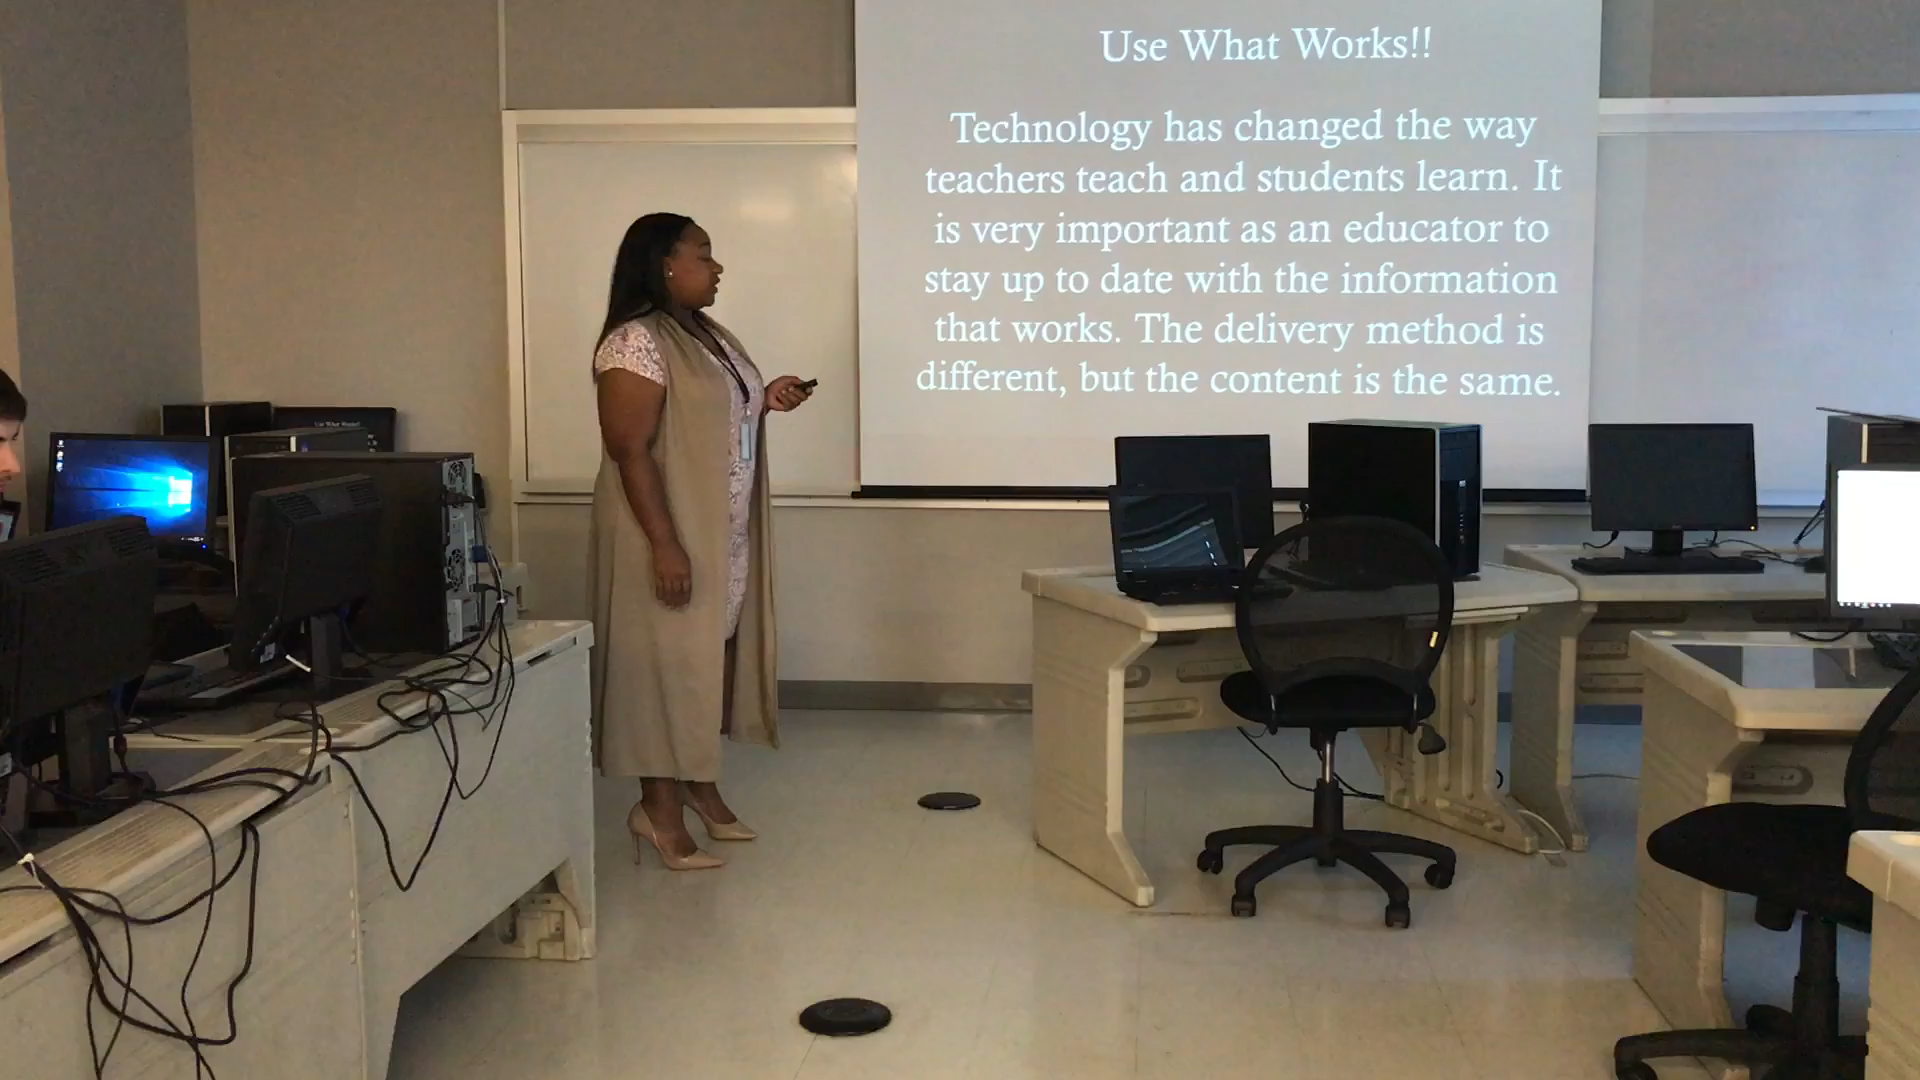 Use What Works!!
Technology has changed the way
teachers teach and students learn. It
is very important as an educator to
stay up to date with the information
that works. The delivery method is
different, but the content is the same.